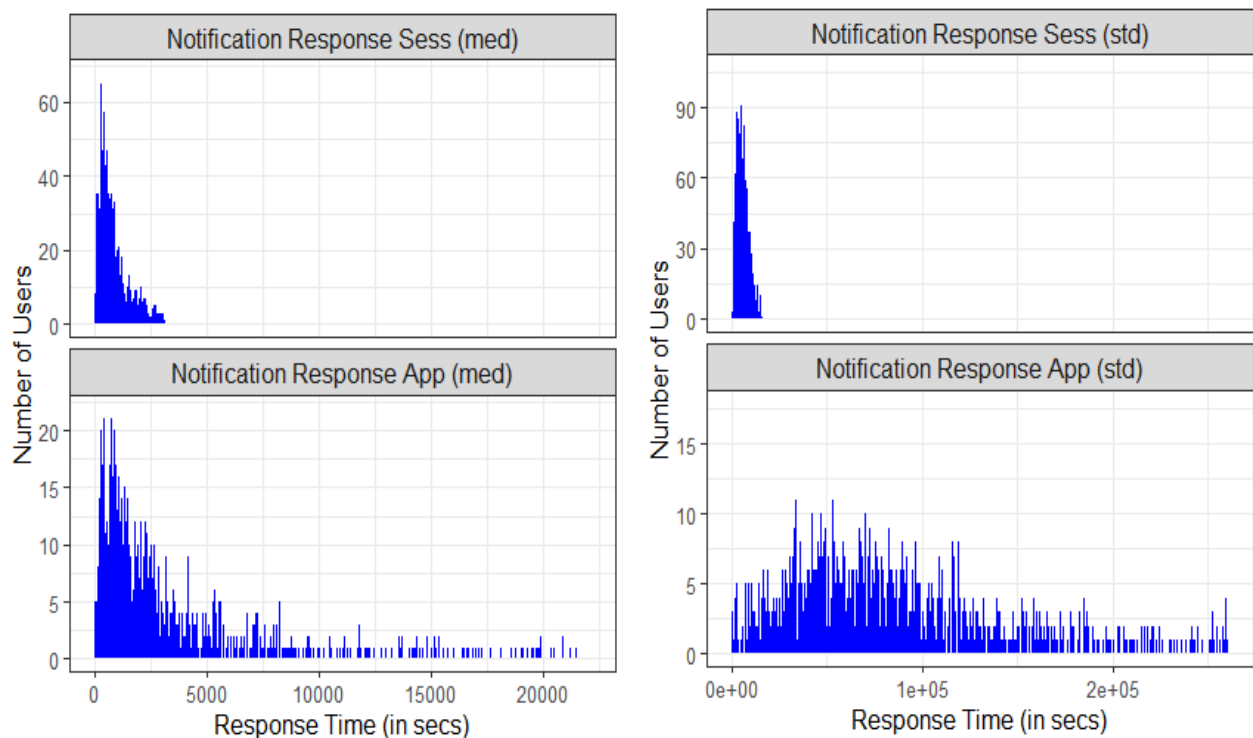 Notification Response Sess (med)
60
40
20
0
Notification Response App (med)
20
15
10
5
0
0 5000 10000 15000 20000
Response Time (in secs)
Number of Users
Notification Response Sess (std)
90
60
30
0
Notification Response App (std)
15
10
5
0
0e+00 1e+05 2e+05
Response Time (in secs)
Number of Users